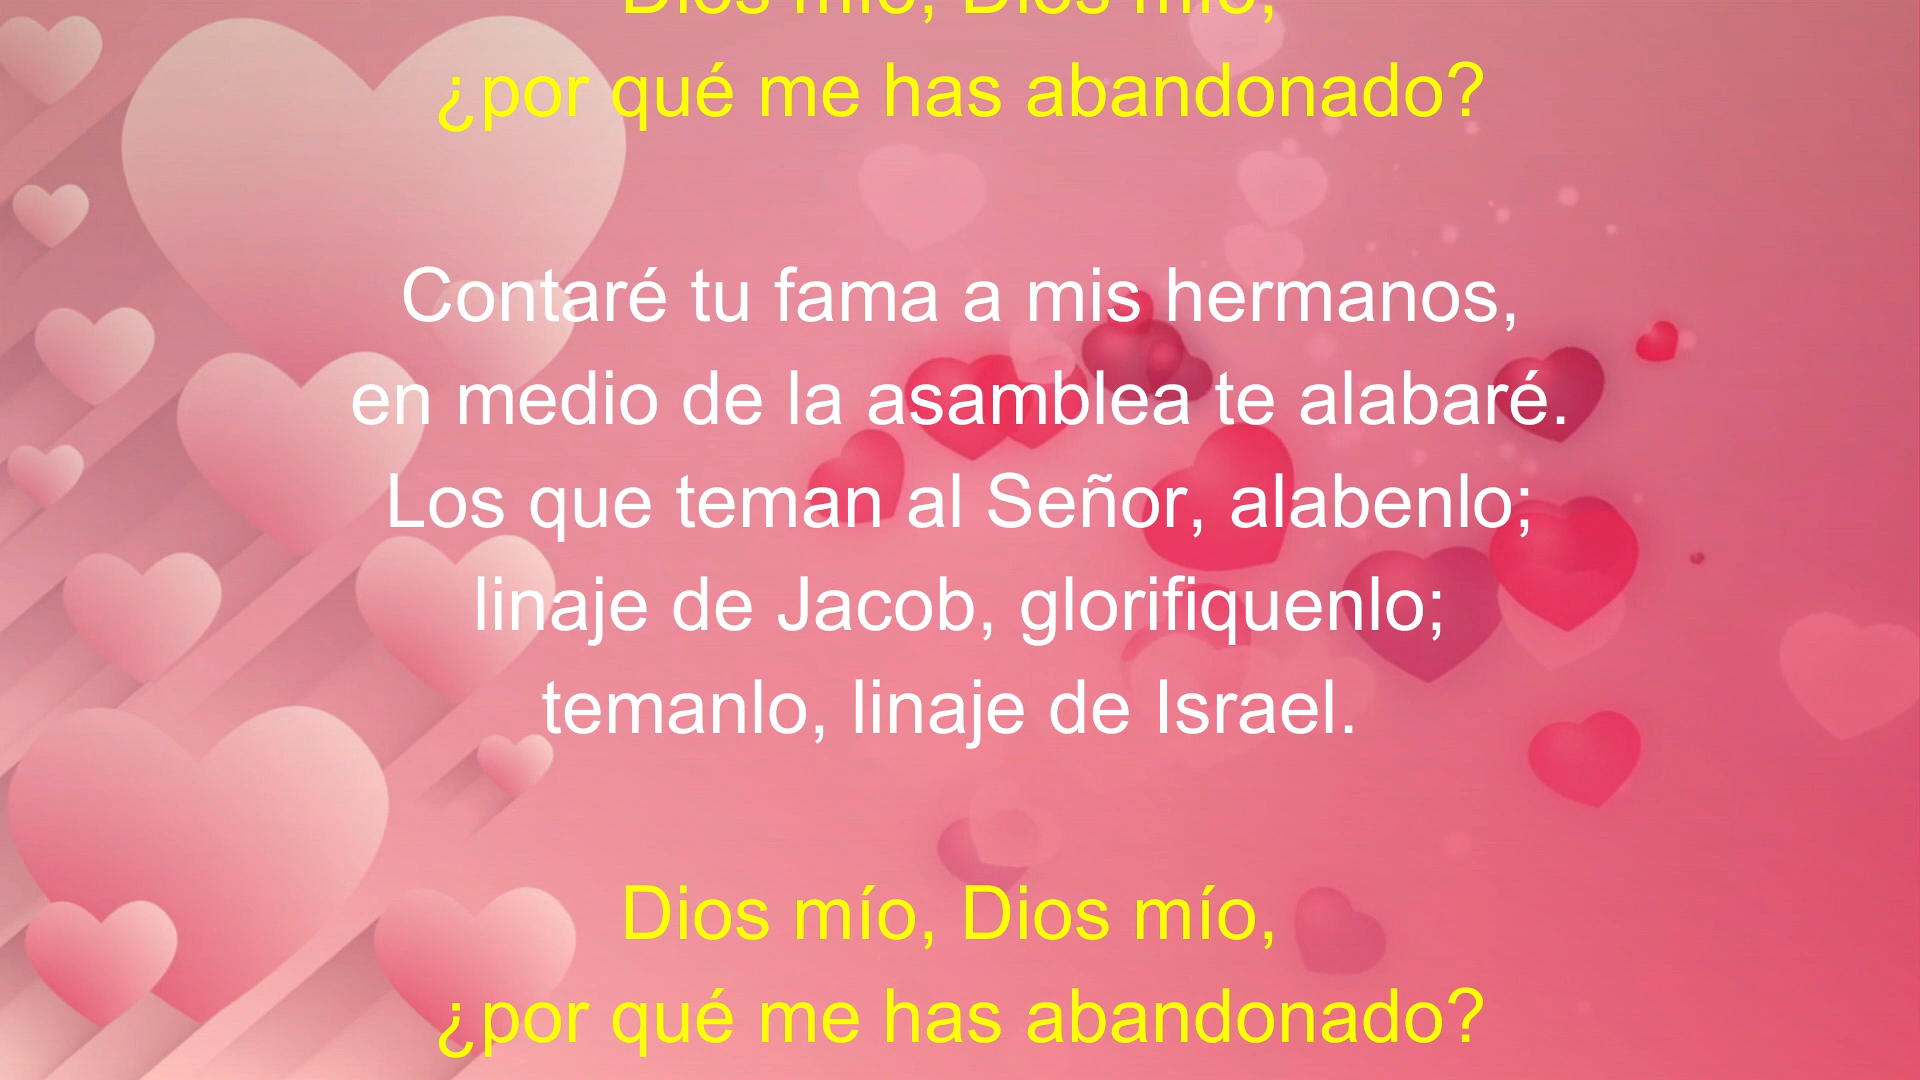 Dios mío, Dios mío,
¿por qué me has abandonado?
Contaré tu fama a mis hermanos,
en medio de la asamblea te alabaré.
Los que teman al Señor, alabenlo;
linaje de Jacob, glorifiquenlo;
temanlo, linaje de Israel.
Dios mío, Dios mío,
¿por qué me has abandonado?